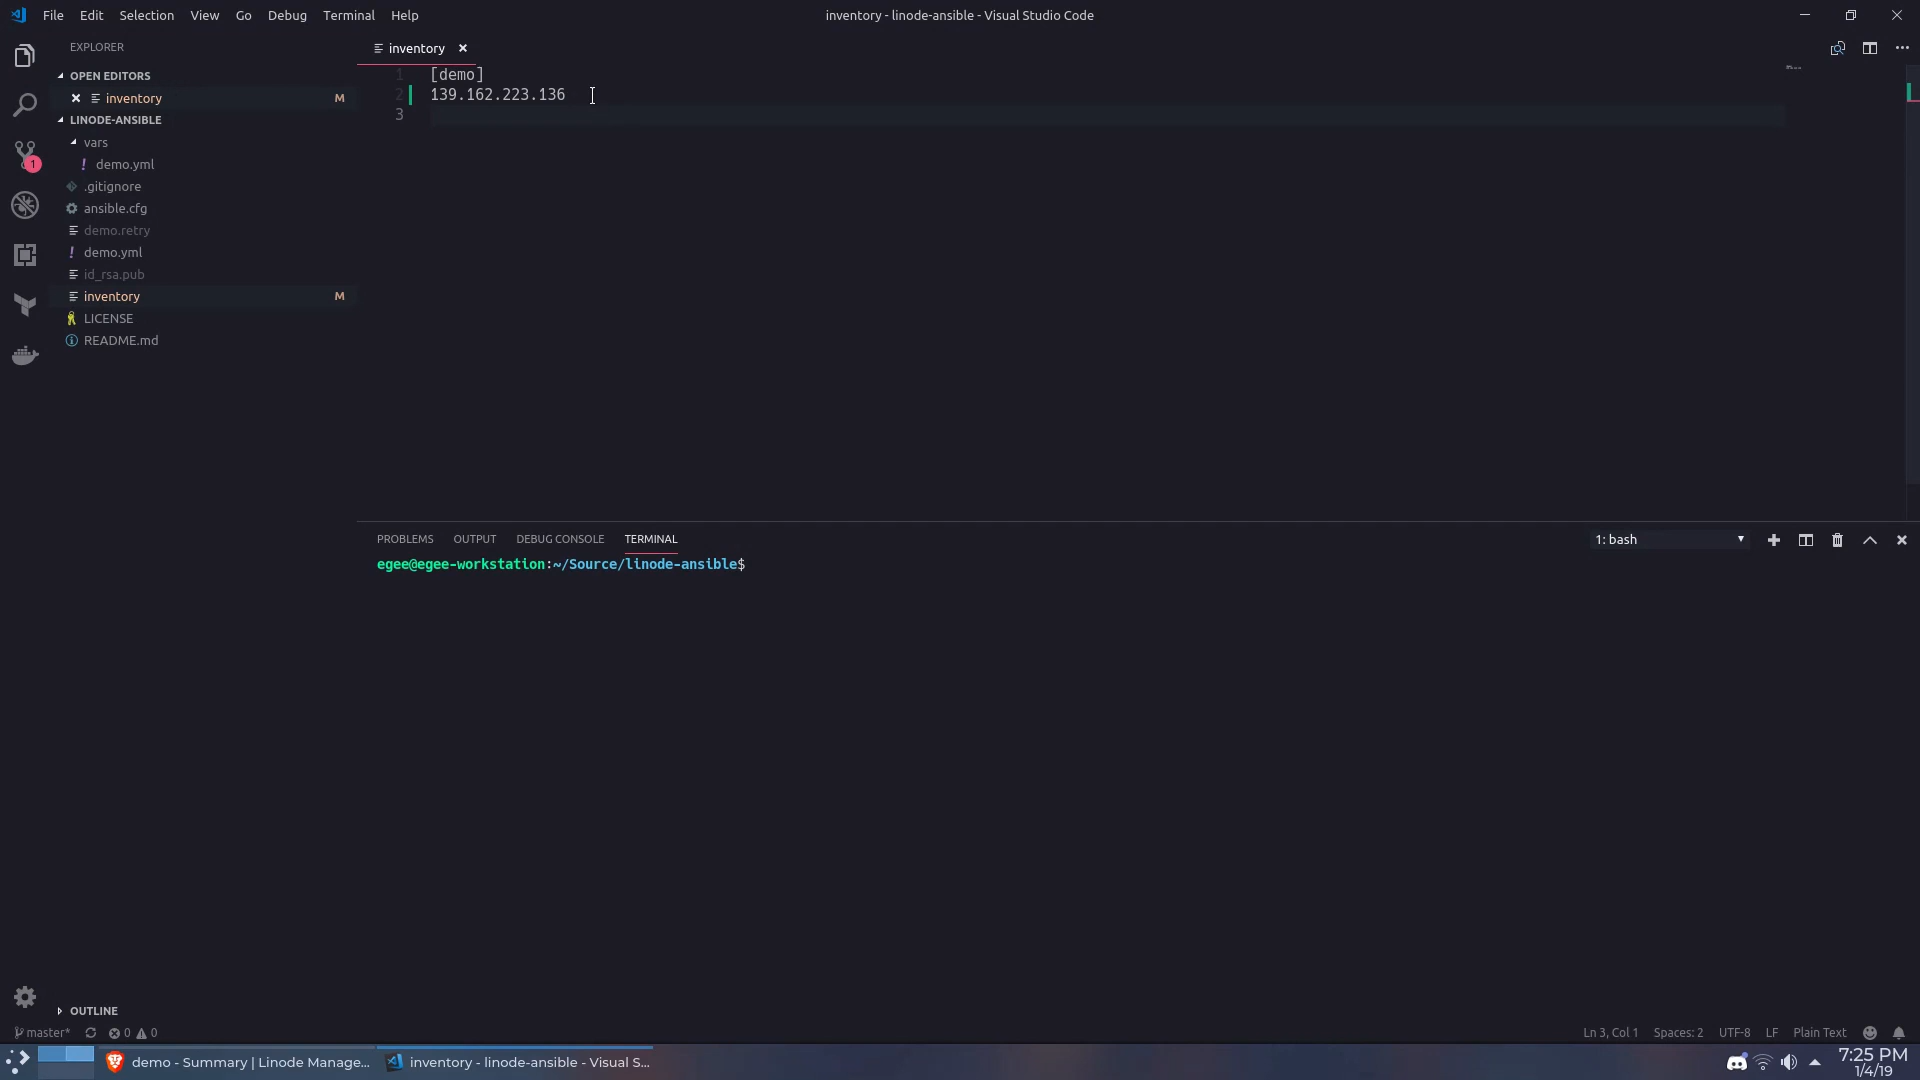 File Edit Selection View Go Debug Terminal Help
inventory - linode-ansible - Visual Studio Code
EXPLORER
OPEN EDITORS
inventory M
LINODE-ANSIBLE
vars
demo.yml
.gitignore
ansible.cfg
demo.retry
demo.yml
id_rsa.pub
inventory M
LICENSE
README.md
OUTLINE
1
inventory
1 [demo]
2 139.162.223.136
3
PROBLEMS OUTPUT DEBUG CONSOLE TERMINAL
1: bash
egee@egee-workstation:~/Source/linode-ansible$
master* 0 0
Ln 3, Col 1 Spaces: 2 UTF-8 LF Plain Text
demo - Summary | Linode Manage...
inventory - linode-ansible - Visual S...
7:25 PM
1/4/19